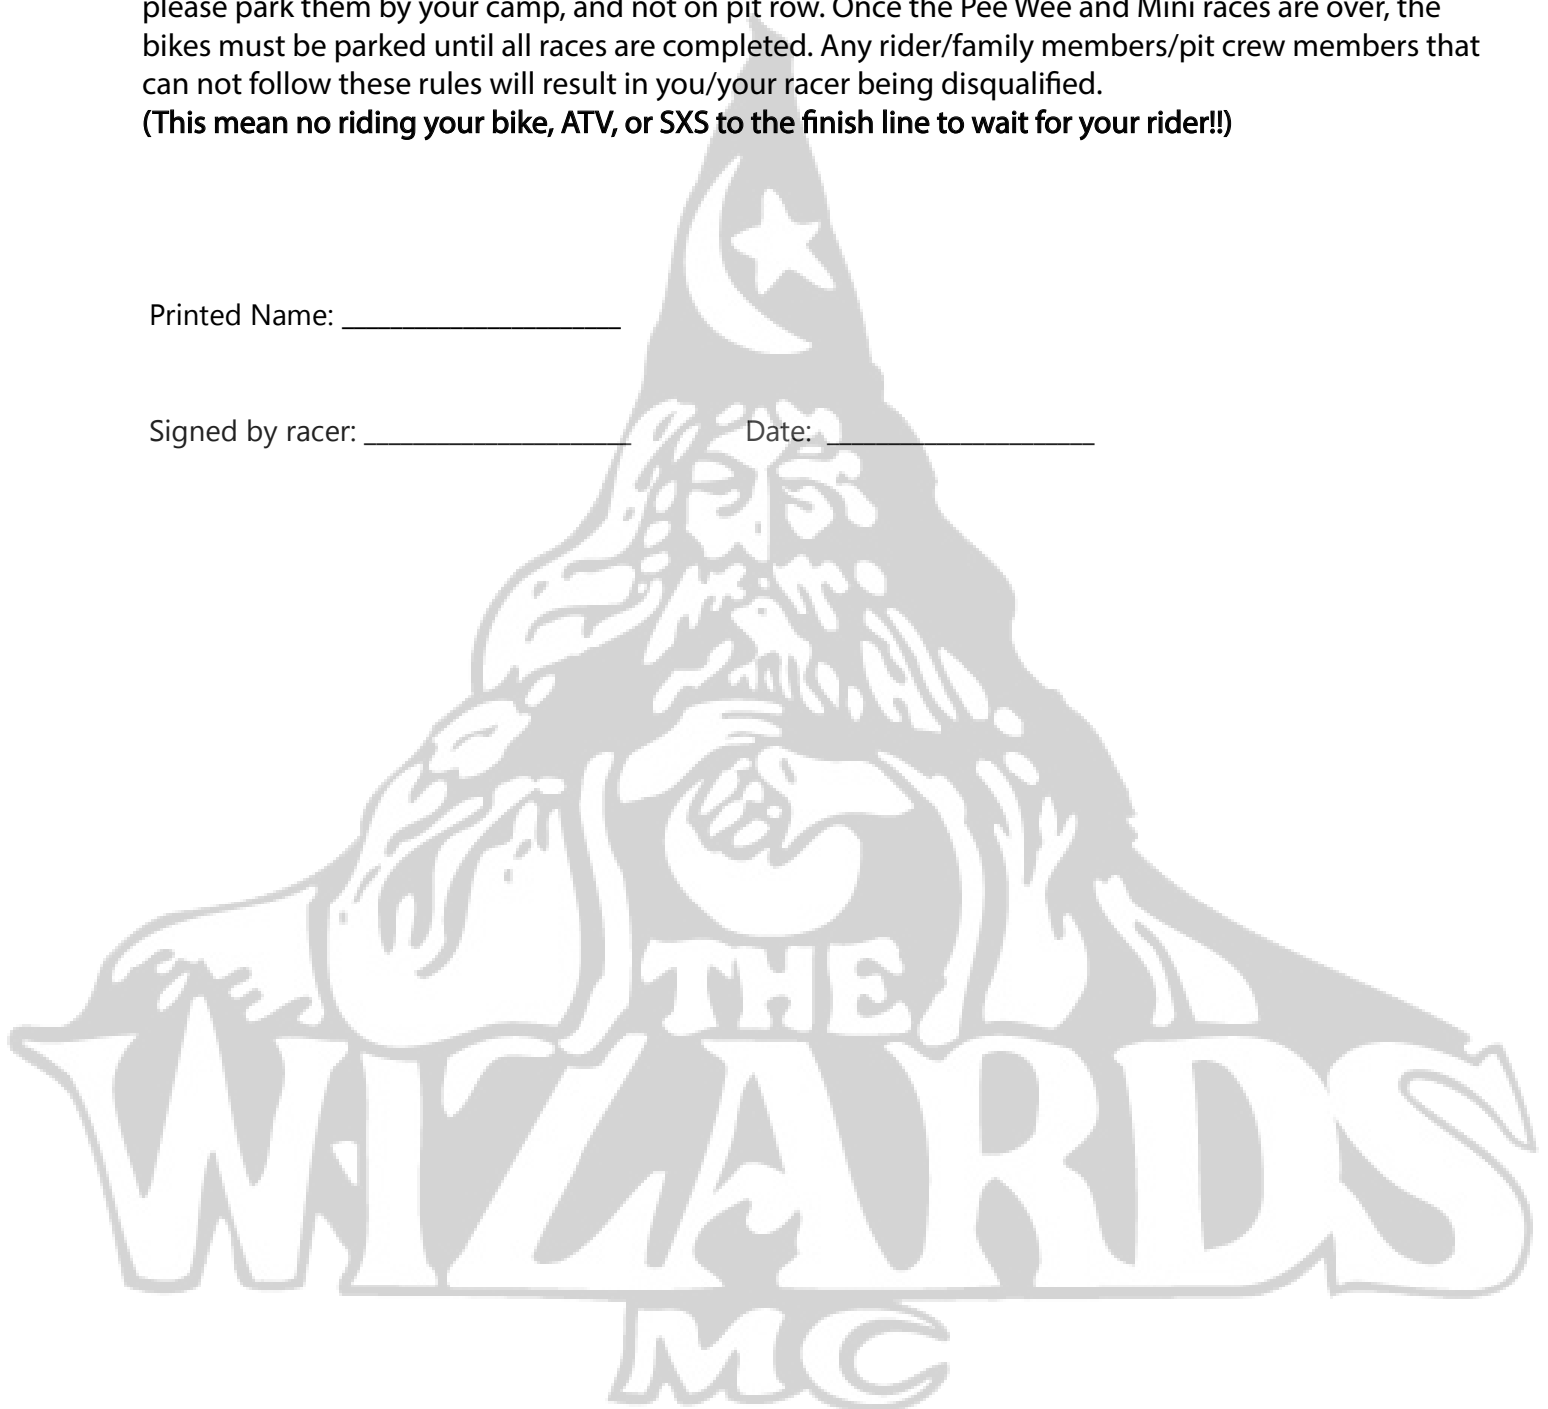 please park them by your camp, and not on pit row. Once the Pee Wee and Mini races are over, the
bikes must be parked until all races are completed. Any rider/family members/pit crew members that
can not follow these rules will result in you/your racer being disqualified.
(This mean no riding your bike, ATV, or SXS to the finish line to wait for your rider!!)
Printed Name: ____________________
Signed by racer: ____________________ Date: ____________________
THE
WIZARDS
MC